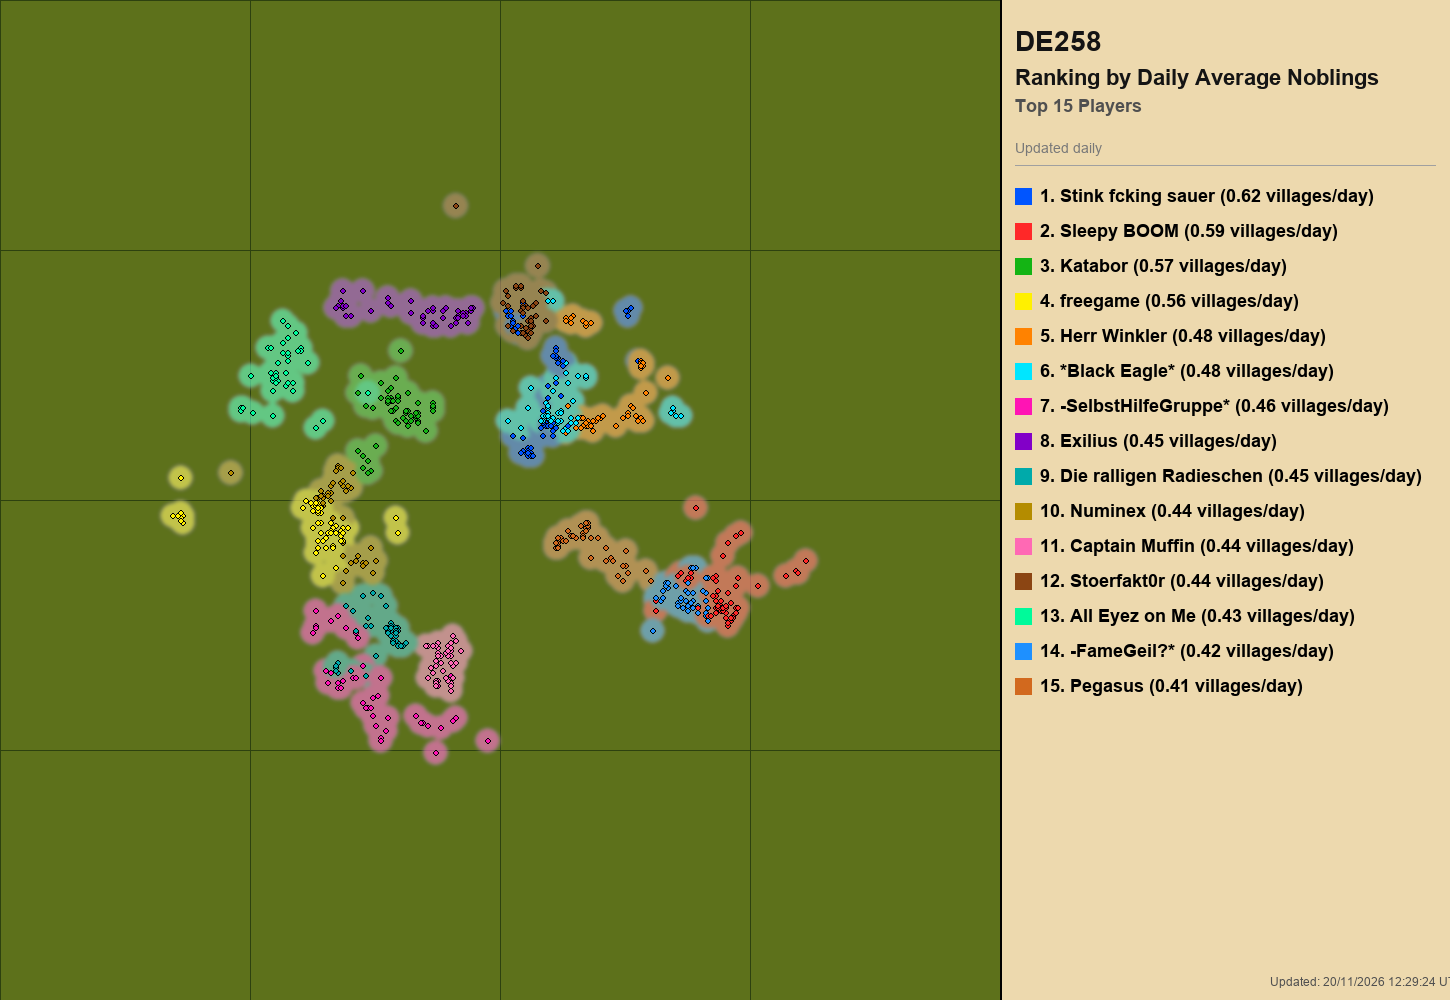 DE258
Ranking by Daily Average Noblings
Top 15 Players
Updated daily
1. Stink fcking sauer (0.62 villages/day)
2. Sleepy BOOM (0.59 villages/day)
3. Katabor (0.57 villages/day)
4. freegame (0.56 villages/day)
5. Herr Winkler (0.48 villages/day)
6. *Black Eagle* (0.48 villages/day)
7. -SelbstHilfeGruppe* (0.46 villages/day)
8. Exilius (0.45 villages/day)
9. Die ralligen Radieschen (0.45 villages/day)
10. Numinex (0.44 villages/day)
11. Captain Muffin (0.44 villages/day)
12. Stoerfakt0r (0.44 villages/day)
13. All Eyez on Me (0.43 villages/day)
14. -FameGeil?* (0.42 villages/day)
15. Pegasus (0.41 villages/day)
Updated: 20/11/2026 12:29:24 U